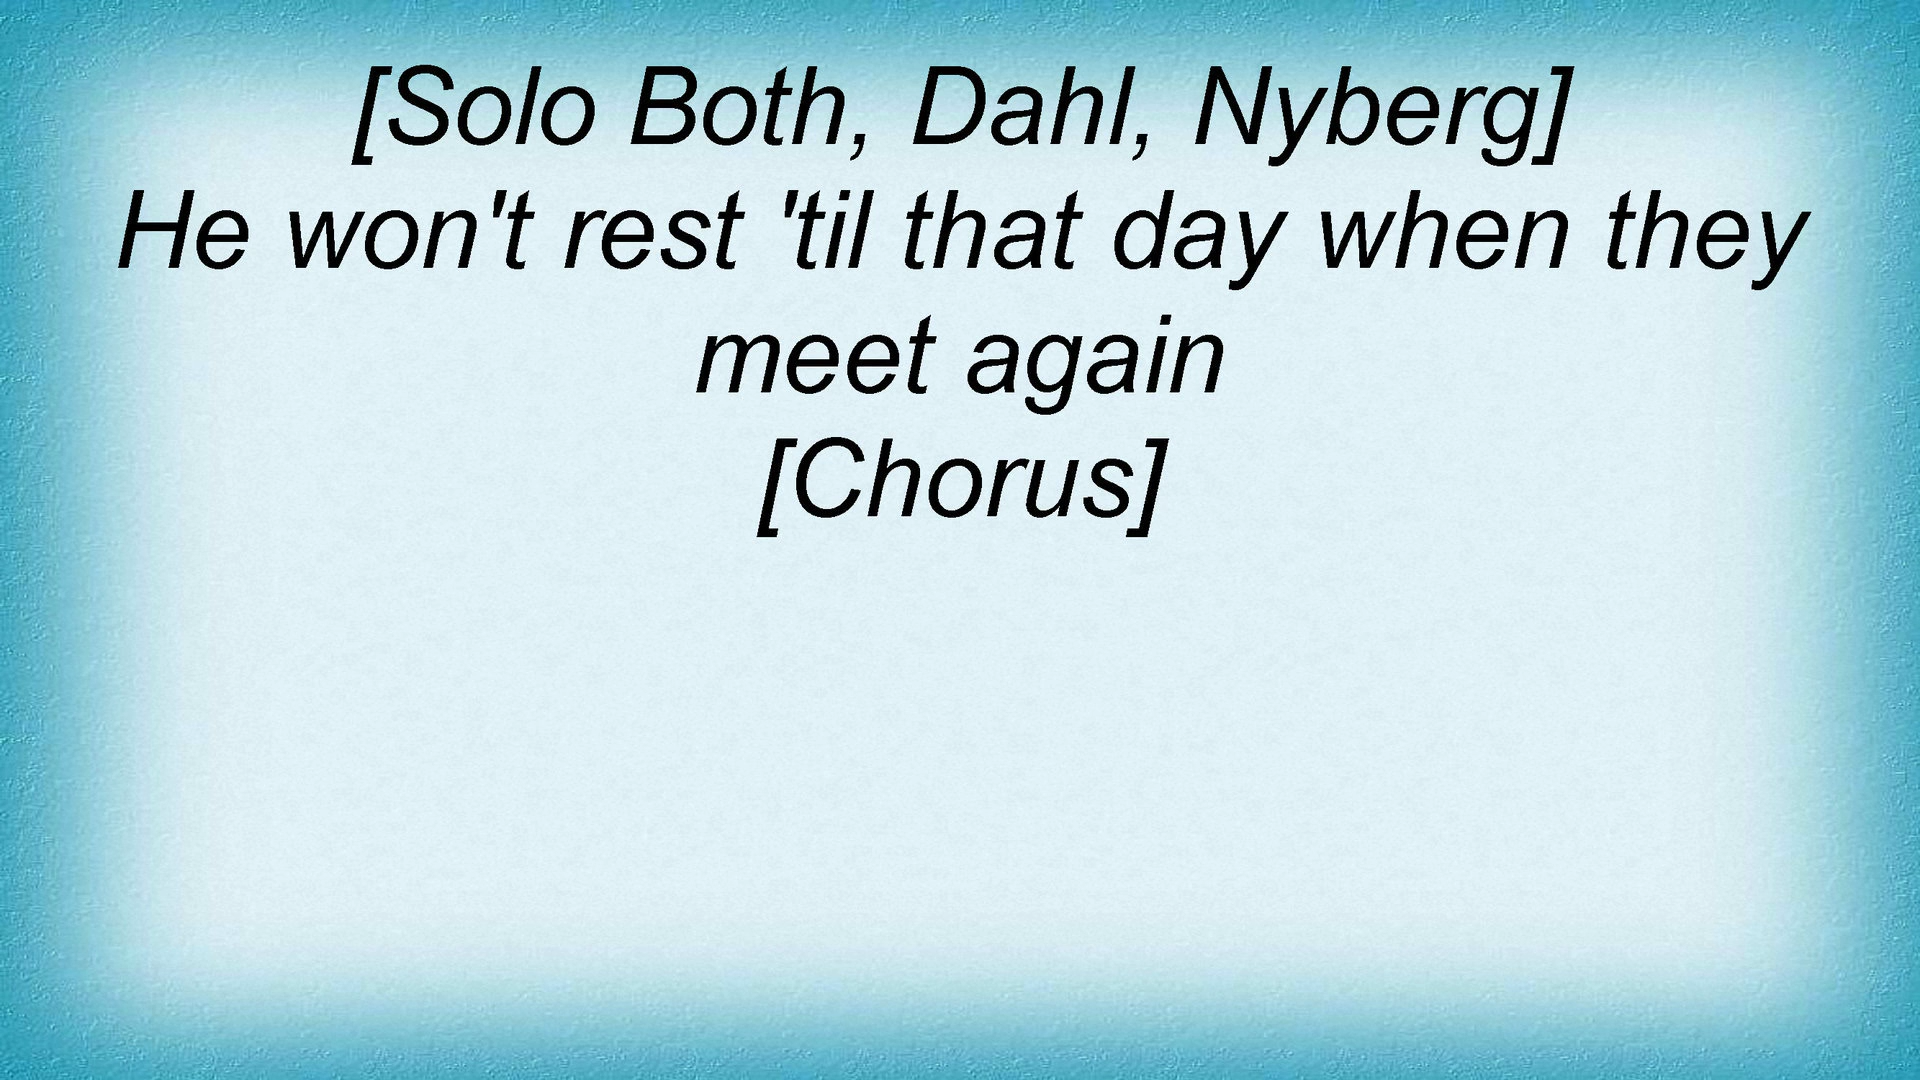 [Solo Both, Dahl, Nyberg]
He won't rest 'til that day when they
meet again
[Chorus]